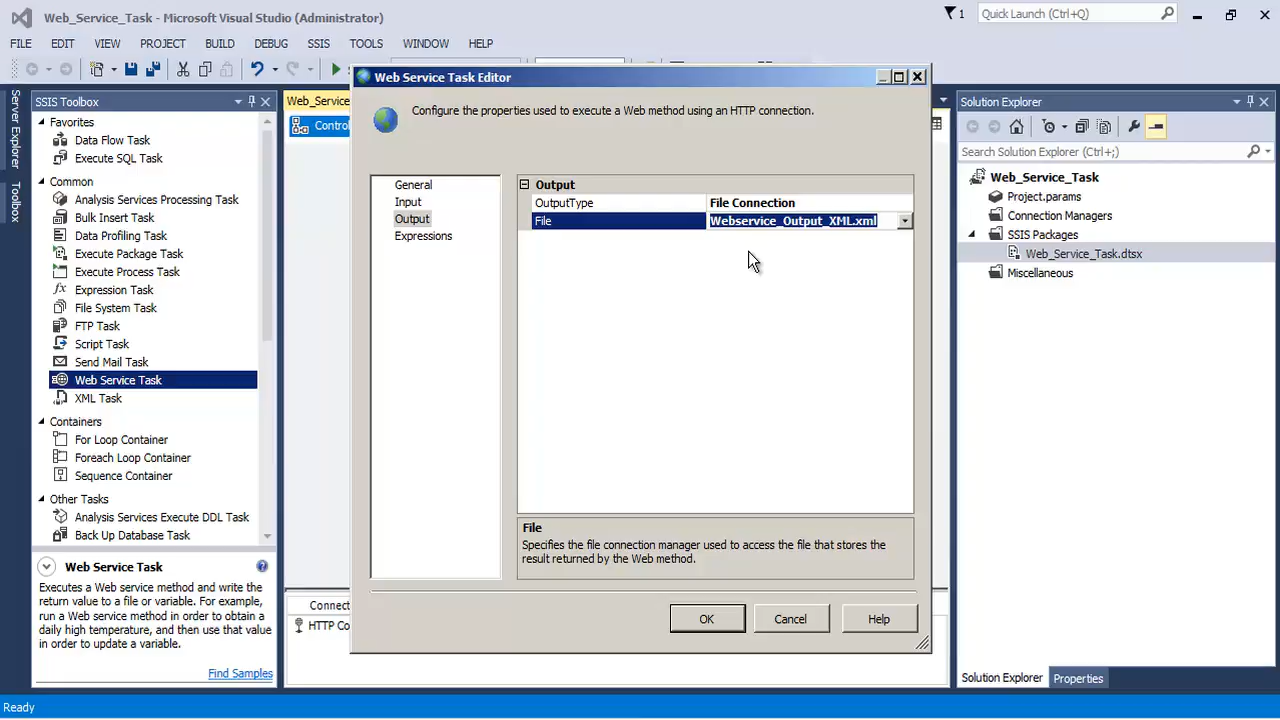 Web_Service_Task - Microsoft Visual Studio (Administrator)
1
Quick Launch (Ctrl+Q)
FILE EDIT VIEW PROJECT BUILD DEBUG SSIS TOOLS WINDOW HELP
Server Explorer
Toolbox
SSIS Toolbox
Favorites
Data Flow Task
Execute SQL Task
Common
Analysis Services Processing Task
Bulk Insert Task
Data Profiling Task
Execute Package Task
Execute Process Task
Expression Task
File System Task
FTP Task
Script Task
Send Mail Task
Web Service Task
XML Task
Containers
For Loop Container
Foreach Loop Container
Sequence Container
Other Tasks
Analysis Services Execute DDL Task
Back Up Database Task
Web Service Task
Executes a Web service method and write the
return value to a file or variable. For example,
run a Web service method in order to obtain a
daily high temperature, and then use that value
in order to update a variable.
Find Samples
Web_Service
Contro
Connect
HTTP Co
Web Service Task Editor
Configure the properties used to execute a Web method using an HTTP connection.
General
Input
Output
Expressions
Output
OutputType File Connection
File Webservice_Output_XML.xml
File
Specifies the file connection manager used to access the file that stores the
result returned by the Web method.
OK Cancel Help
Solution Explorer
Search Solution Explorer (Ctrl+;)
Web_Service_Task
Project.params
Connection Managers
SSIS Packages
Web_Service_Task.dtsx
Miscellaneous
Solution Explorer Properties
Ready